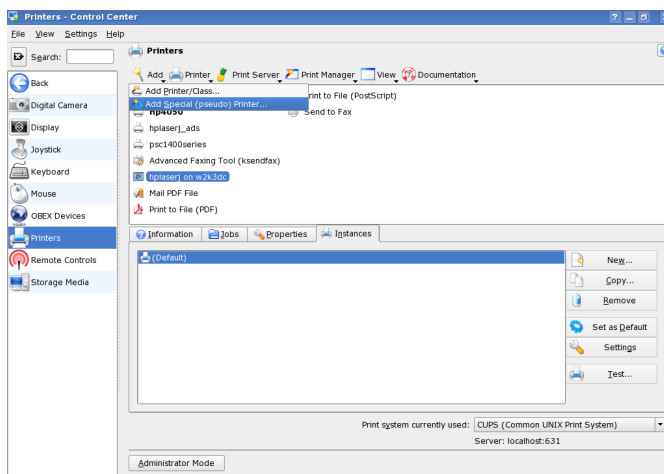 Printers - Control Center
File View Settings Help
Search:
Printers
Add Printer Print Server Print Manager View Documentation
Add Printer/Class...
Add Special (pseudo) Printer...
Print to File (PostScript)
hp4050
Send to Fax
hplaserj_ads
psc1400series
Advanced Faxing Tool (ksendfax)
hplaserj on w2k3dc
Mail PDF File
Print to File (PDF)
Back
Digital Camera
Display
Joystick
Keyboard
Mouse
OBEX Devices
Printers
Remote Controls
Storage Media
Information Jobs Properties Instances
(Default)
New...
Copy...
Remove
Set as Default
Settings
Test...
Print system currently used: CUPS (Common UNIX Print System)
Server: localhost:631
Administrator Mode